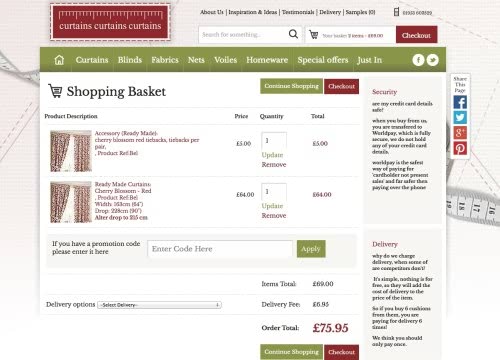 About Us | Inspiration & Ideas | Testimonials | Delivery | Samples (0)
curtains curtains curtains
Search for something...
Your basket 2 items - £69.00
Checkout
Curtains Blinds Fabrics Nets Voiles Homeware Special offers Just In
Share
This
Page
Shopping Basket
Continue Shopping
Checkout
Product Description Price Quantity Total
Accessory (Ready Made):
cherry blossom red tiebacks, tiebacks per
pair,
, Product Ref Bel
£5.00
1
£5.00
Update
Remove
Ready Made Curtains:
Cherry Blossom - Red
, Product Ref Bel
Width: 163cm (64")
Drop: 228cm (90")
Alter drop to 215 cm
£64.00
1
£64.00
Update
Remove
If you have a promotion code
please enter it here
Enter Code Here
Apply
Items Total: £69.00
Delivery options
-Select Delivery-
Delivery Fee: £6.95
Order Total: £75.95
Continue Shopping
Checkout
Security
are my credit card details
safe?
when you buy from us,
you are transferred to
Worldpay, which is fully
secure, we do not hold
any of your credit card
details.
worldpay is the safest
way of paying for
'cardholder not present
sales' and far safer then
paying over the phone
Delivery
why do we charge
delivery, when some of
are competitors don't?
It's simple, nothing is for
free, so they will add the
cost of delivery to the
price of the item.
So if you buy 6 cushions
from them, you are
paying for delivery 6
times!
We think you should
only pay once.